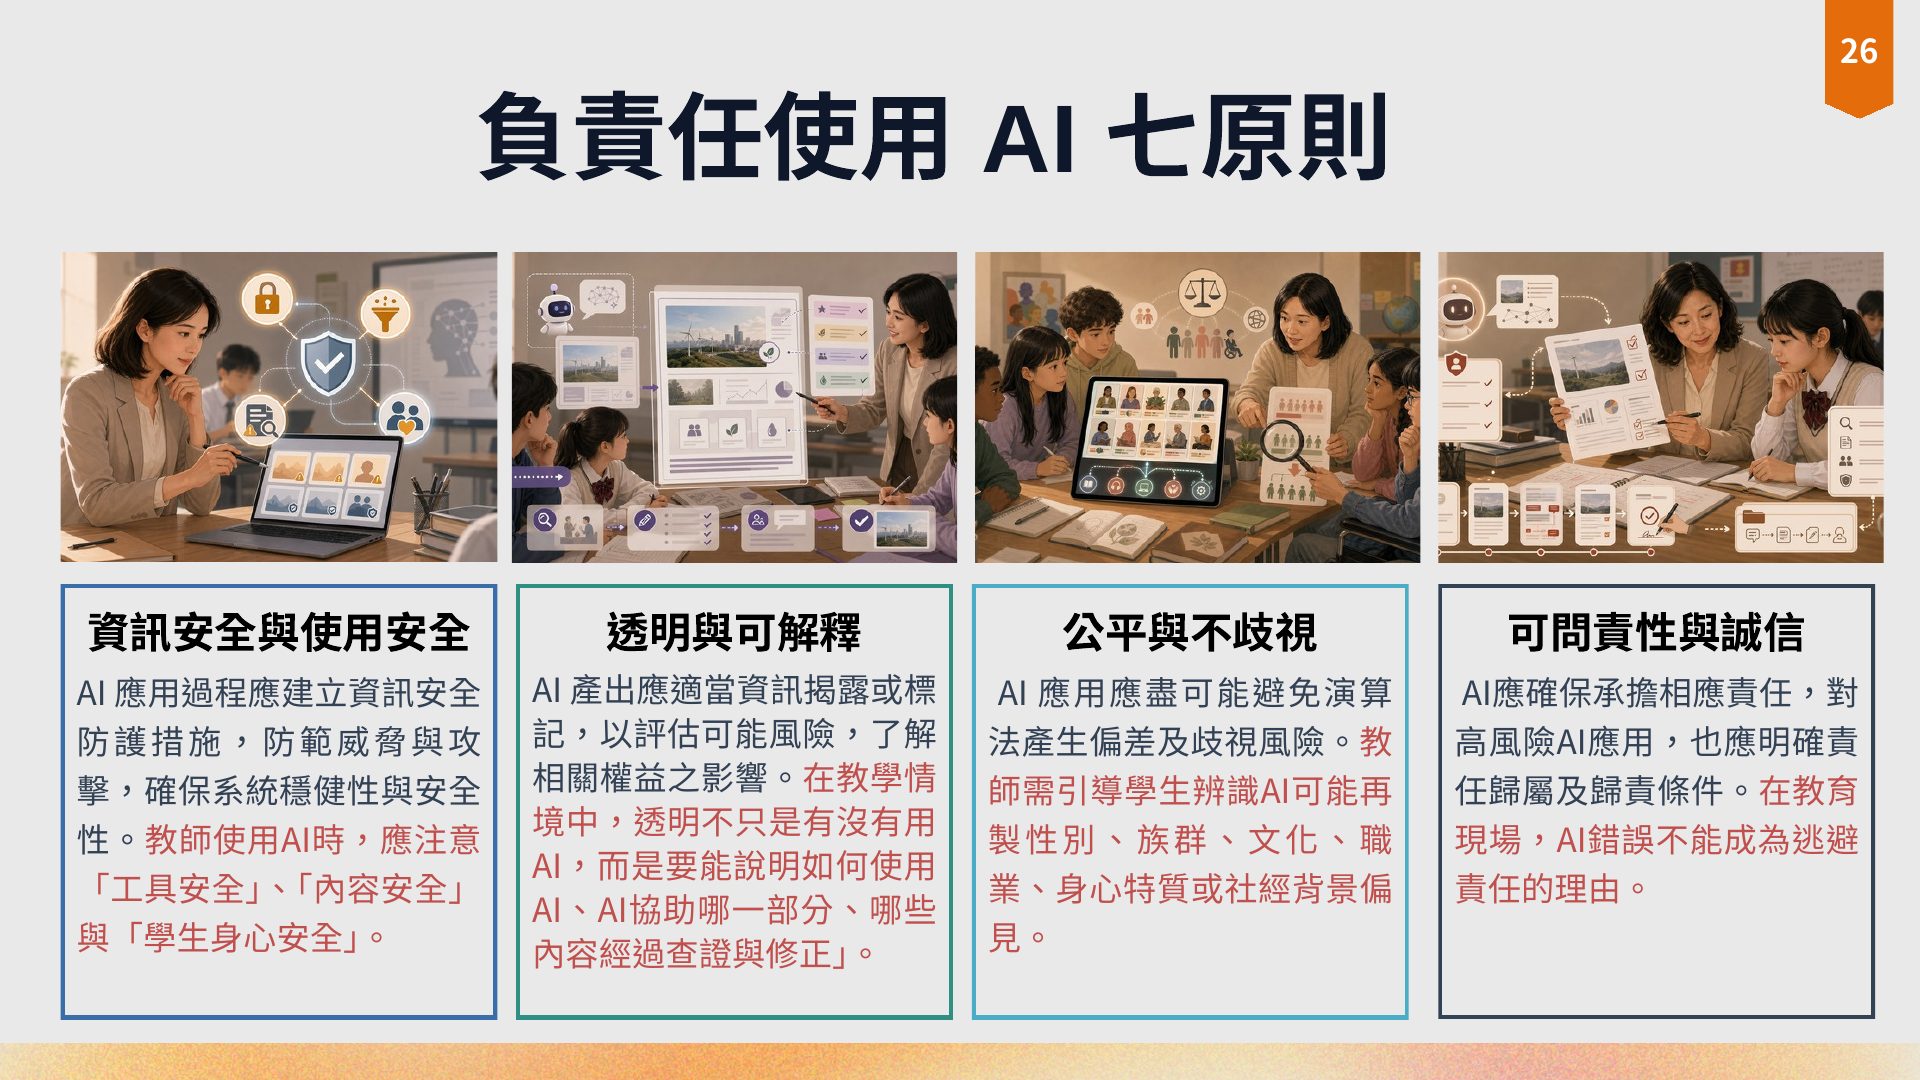 26
負責任使用 AI 七原則
資訊安全與使用安全
AI 應用過程應建立資訊安全
防護措施，防範威脅與攻
擊，確保系統穩健性與安全
性。教師使用AI時，應注意
「工具安全」、「內容安全」
與「學生身心安全」。
透明與可解釋
AI 產出應適當資訊揭露或標
記，以評估可能風險，了解
相關權益之影響。在教學情
境中，透明不只是有沒有用
AI，而是要能說明如何使用
AI、AI協助哪一部分、哪些
內容經過查證與修正」。
公平與不歧視
AI 應用應盡可能避免演算
法產生偏差及歧視風險。教
師需引導學生辨識AI可能再
製性別、族群、文化、職
業、身心特質或社經背景偏
見。
可問責性與誠信
AI應確保承擔相應責任，對
高風險AI應用，也應明確責
任歸屬及歸責條件。在教育
現場，AI錯誤不能成為逃避
責任的理由。